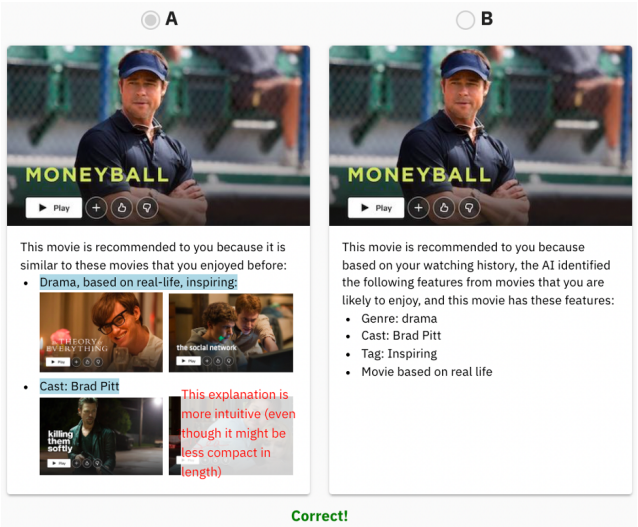 A
B
MONEYBALL
Play
MONEYBALL
Play
This movie is recommended to you because it is
similar to these movies that you enjoyed before:
• Drama, based on real-life, inspiring:
THEORY OF
EVERYTHING
Play
the social network
Play
• Cast: Brad Pitt
killing
them
softly
Play
This explanation is
more intuitive (even
though it might be
less compact in
length)
This movie is recommended to you because
based on your watching history, the AI identified
the following features from movies that you are
likely to enjoy, and this movie has these features:
• Genre: drama
• Cast: Brad Pitt
• Tag: Inspiring
• Movie based on real life
Correct!